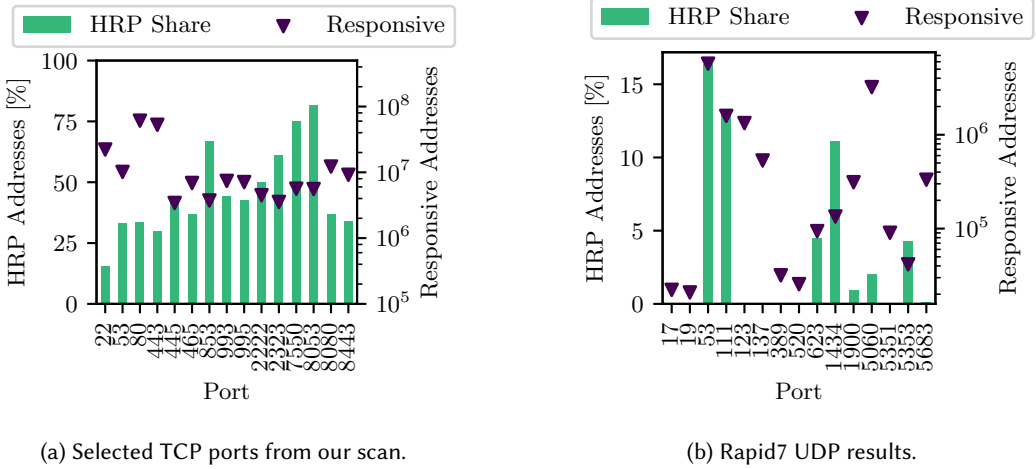 HRP Share Responsive
HRP Addresses [%]
100
75
50
25
0
10^8
10^7
10^6
10^5
Responsive Addresses
22 53 80 443 445 465 853 993 995 2222 2323 7550 8053 8080 8443
Port
(a) Selected TCP ports from our scan.
HRP Share Responsive
HRP Addresses [%]
15
10
5
0
10^6
10^5
Responsive Addresses
17 19 53 111 123 137 389 520 623 1434 1900 5060 5351 5353 5683
Port
(b) Rapid7 UDP results.